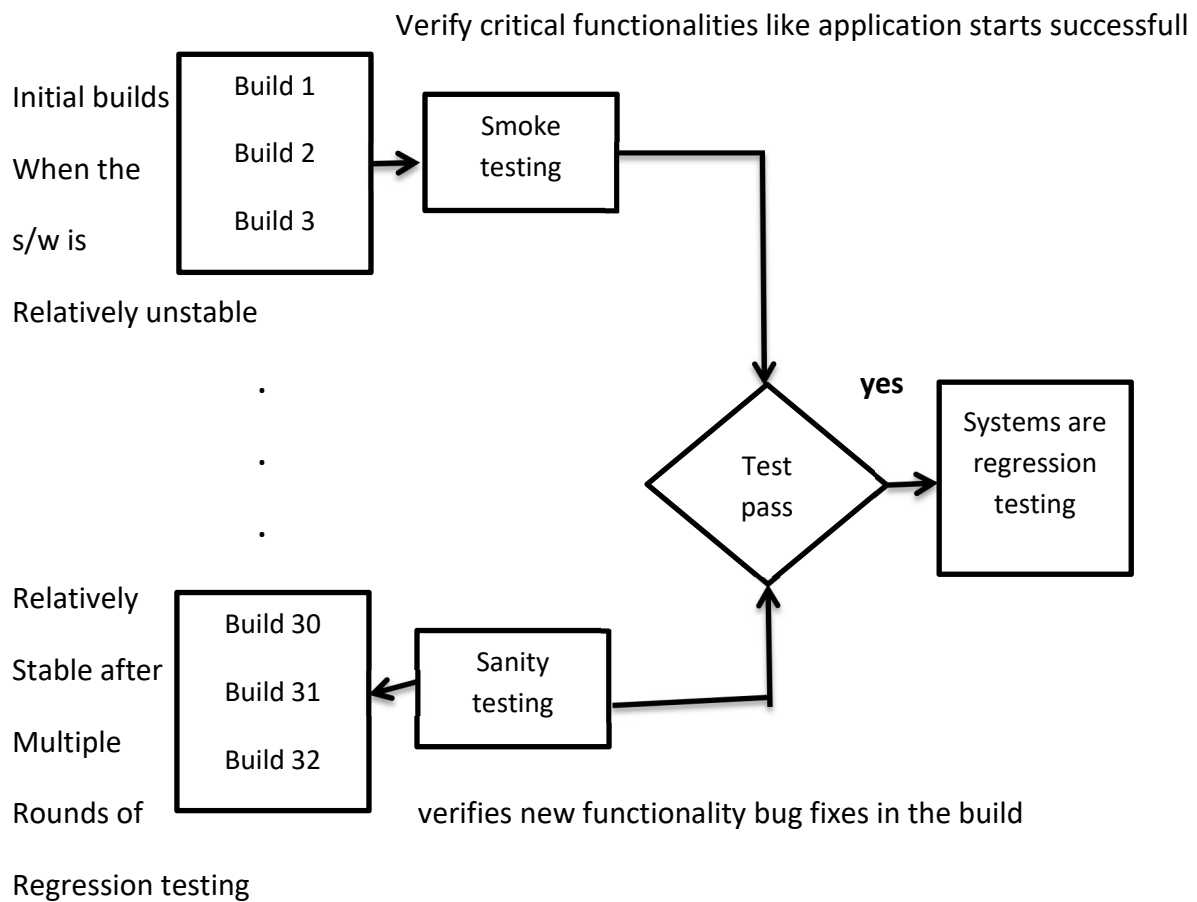 Verify critical functionalities like application starts successfull
Initial builds
When the
s/w is
Relatively unstable
Build 1
Build 2
Build 3
Smoke
testing
.
.
.
yes
Test
pass
Systems are
regression
testing
Relatively
Stable after
Multiple
Rounds of
Regression testing
Build 30
Build 31
Build 32
Sanity
testing
verifies new functionality bug fixes in the build